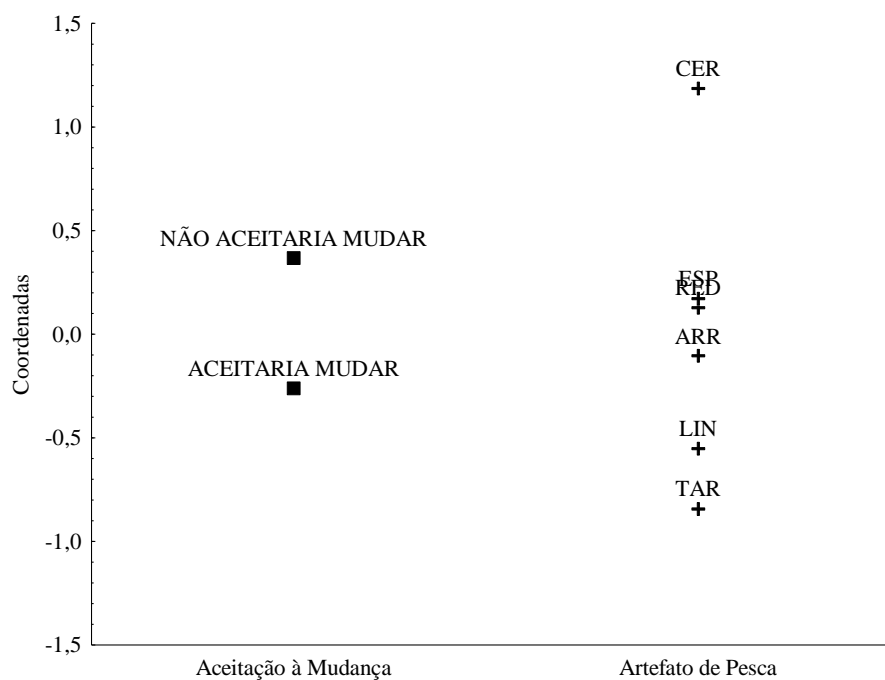 1,5
1,0
0,5
0,0
-0,5
-1,0
-1,5
Coordenadas
NÃO ACEITARIA MUDAR
ACEITARIA MUDAR
CER
ESP
RED
ARR
LIN
TAR
Aceitação à Mudança
Artefato de Pesca